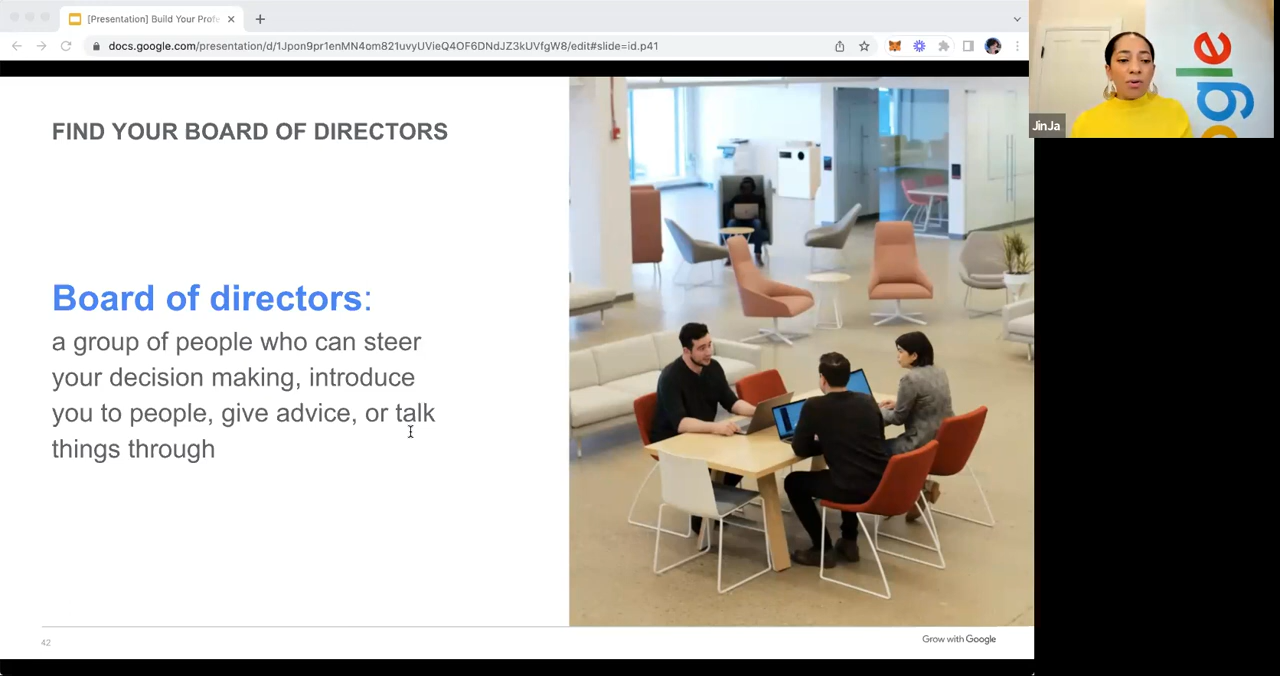 [Presentation] Build Your Profe
docs.google.com/presentation/d/1Jpon9pr1enMN4om821uvyUVieQ4OF6DNdJZ3kUVfgW8/edit#slide=id.p41
FIND YOUR BOARD OF DIRECTORS
Board of directors:
a group of people who can steer
your decision making, introduce
you to people, give advice, or talk
things through
42
Grow with Google
JinJa
ogle